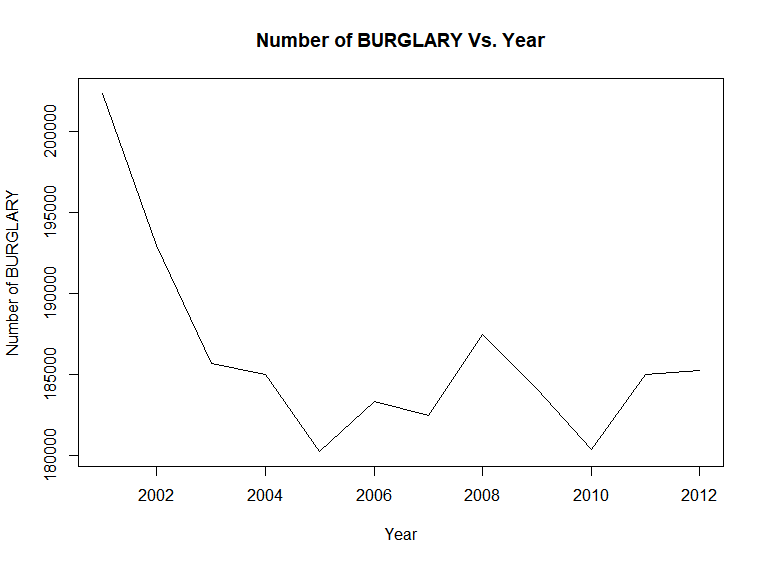 Number of BURGLARY Vs. Year
Number of BURGLARY
200000
195000
190000
185000
180000
2002 2004 2006 2008 2010 2012
Year